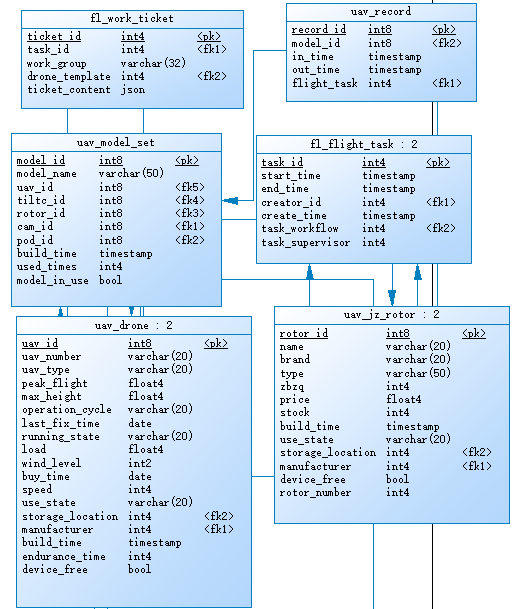 fl_work_ticket
ticket_id int4 <pk>
task_id int4 <fk1>
work_group varchar(32)
drone_template int4 <fk2>
ticket_content json
uav_record
record_id int8 <pk>
model_id int8 <fk2>
in_time timestamp
out_time timestamp
flight_task int4 <fk1>
uav_model_set
model_id int8 <pk>
model_name varchar(50)
uav_id int8 <fk5>
tiltc_id int8 <fk4>
rotor_id int8 <fk3>
cam_id int8 <fk1>
pod_id int8 <fk2>
build_time timestamp
used_times int4
model_in_use bool
fl_flight_task : 2
task_id int4 <pk>
start_time timestamp
end_time timestamp
creator_id int4 <fk1>
create_time timestamp
task_workflow int4 <fk2>
task_supervisor int4
uav_drone : 2
uav_id int8 <pk>
uav_number varchar(20)
uav_type varchar(20)
peak_flight float4
max_height float4
operation_cycle varchar(20)
last_fix_time date
running_state varchar(20)
load float4
wind_level int2
buy_time date
speed int4
use_state varchar(20)
storage_location int4 <fk2>
manufacturer int4 <fk1>
build_time timestamp
endurance_time int4
device_free bool
uav_jz_rotor : 2
rotor_id int8 <pk>
name varchar(20)
brand varchar(20)
type varchar(50)
zbzq int4
price float4
stock int4
build_time timestamp
use_state varchar(20)
storage_location int4 <fk2>
manufacturer int4 <fk1>
device_free bool
rotor_number int4